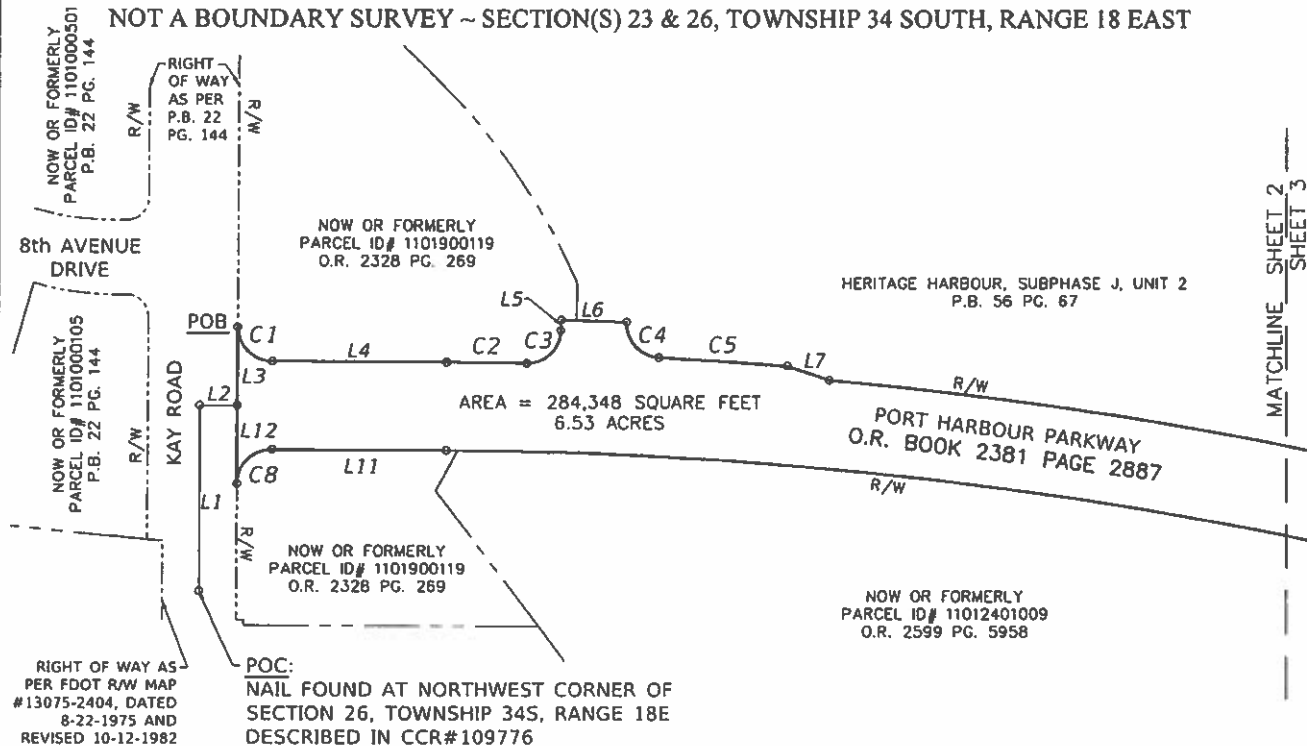 NOT A BOUNDARY SURVEY ~ SECTION(S) 23 & 26, TOWNSHIP 34 SOUTH, RANGE 18 EAST
NOW OR FORMERLY
PARCEL ID# 1101000501
P.B. 22 PG. 144
R/W
RIGHT
OF WAY
AS PER
P.B. 22
PG. 144
R/W
8th AVENUE
DRIVE
NOW OR FORMERLY
PARCEL ID# 1101900119
O.R. 2328 PG. 269
HERITAGE HARBOUR, SUBPHASE J, UNIT 2
P.B. 56 PG. 67
MATCHLINE SHEET 2
SHEET 3
L5
L6
POB
C1
L4
C2
C3
C4
C5
L7
L3
L2
R/W
NOW OR FORMERLY
PARCEL ID# 1101000105
P.B. 22 PG. 144
R/W
KAY ROAD
AREA = 284,348 SQUARE FEET
6.53 ACRES
PORT HARBOUR PARKWAY
O.R. BOOK 2381 PAGE 2887
L12
L11
C8
L1
R/W
R/W
NOW OR FORMERLY
PARCEL ID# 1101900119
O.R. 2328 PG. 269
NOW OR FORMERLY
PARCEL ID# 11012401009
O.R. 2599 PG. 5958
RIGHT OF WAY AS
PER FDOT R/W MAP
#13075-2404, DATED
8-22-1975 AND
REVISED 10-12-1982
POC:
NAIL FOUND AT NORTHWEST CORNER OF
SECTION 26, TOWNSHIP 34S, RANGE 18E
DESCRIBED IN CCR#109776